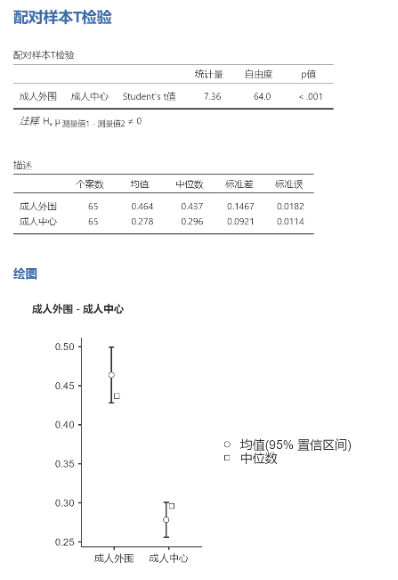 配对样本T检验
配对样本T检验
统计量 自由度 p值
成人外围 成人中心 Student's t值 7.36 64.0 < .001
注释. Hₐ μ 测量值1 - 测量值2 ≠ 0
描述
个案数 均值 中位数 标准差 标准误
成人外围 65 0.464 0.437 0.1467 0.0182
成人中心 65 0.278 0.296 0.0921 0.0114
绘图
成人外围 - 成人中心
0.50
0.45
0.40
0.35
0.30
0.25
均值(95% 置信区间)
中位数
成人外围 成人中心